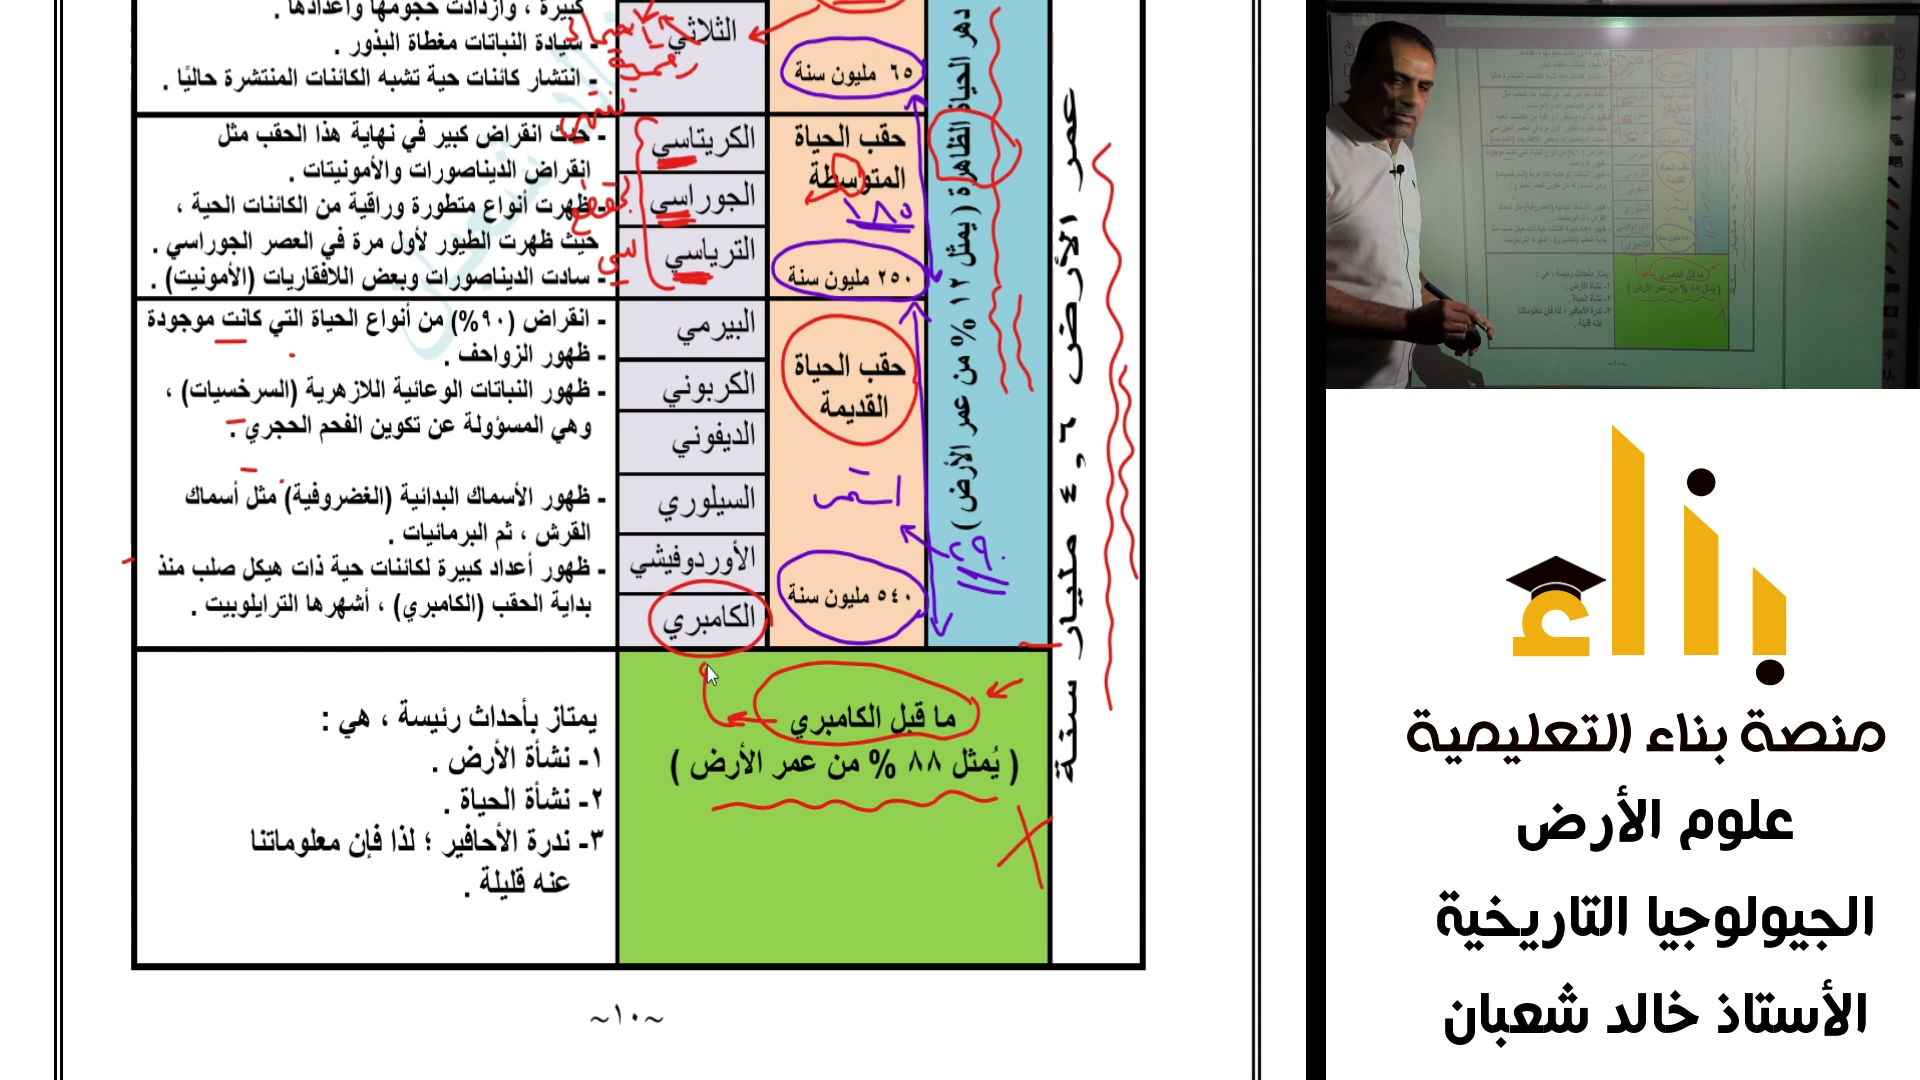 كبيرة ، وازدادت حجومها وأعدادها .
- سيادة النباتات مغطاة البذور .
- انتشار كائنات حية تشبه الكائنات المنتشرة حاليًا .
الثلاثي
٦٥ مليون سنة
- حدث انقراض كبير في نهاية هذا الحقب مثل
انقراض الديناصورات والأمونيتات .
- ظهرت أنواع متطورة وراقية من الكائنات الحية ،
حيث ظهرت الطيور لأول مرة في العصر الجوراسي .
- سادت الديناصورات وبعض اللافقاريات (الأمونيت) .
الكريتاسي
الجوراسي
الترياسي
حقب الحياة
المتوسطة
١٨٥
٢٥٠ مليون سنة
- انقراض (٩٠%) من أنواع الحياة التي كانت موجودة
- ظهور الزواحف .
- ظهور النباتات الوعائية اللازهرية (السرخسيات) ،
وهي المسؤولة عن تكوين الفحم الحجري .
- ظهور الأسماك البدائية (الغضروفية) مثل أسماك
القرش ، ثم البرمائيات .
- ظهور أعداد كبيرة لكائنات حية ذات هيكل صلب منذ
بداية الحقب (الكامبري) ، أشهرها الترايلوبيت .
البيرمي
الكربوني
الديفوني
السيلوري
الأوردوفيشي
الكامبري
حقب الحياة
القديمة
استمر
٢٩٠
٥٤٠ مليون سنة
دهر الحياة الظاهرة ( يمثل ١٢ % من عمر الأرض )
عمر الأرض ٤,٦ مليار سنة
ما قبل الكامبري
( يُمثل ٨٨ % من عمر الأرض )
يمتاز بأحداث رئيسة ، هي :
١- نشأة الأرض .
٢- نشأة الحياة .
٣- ندرة الأحافير ؛ لذا فإن معلوماتنا
عنه قليلة .
~١٠~
بناء
منصة بناء التعليمية
علوم الأرض
الجيولوجيا التاريخية
الأستاذ خالد شعبان